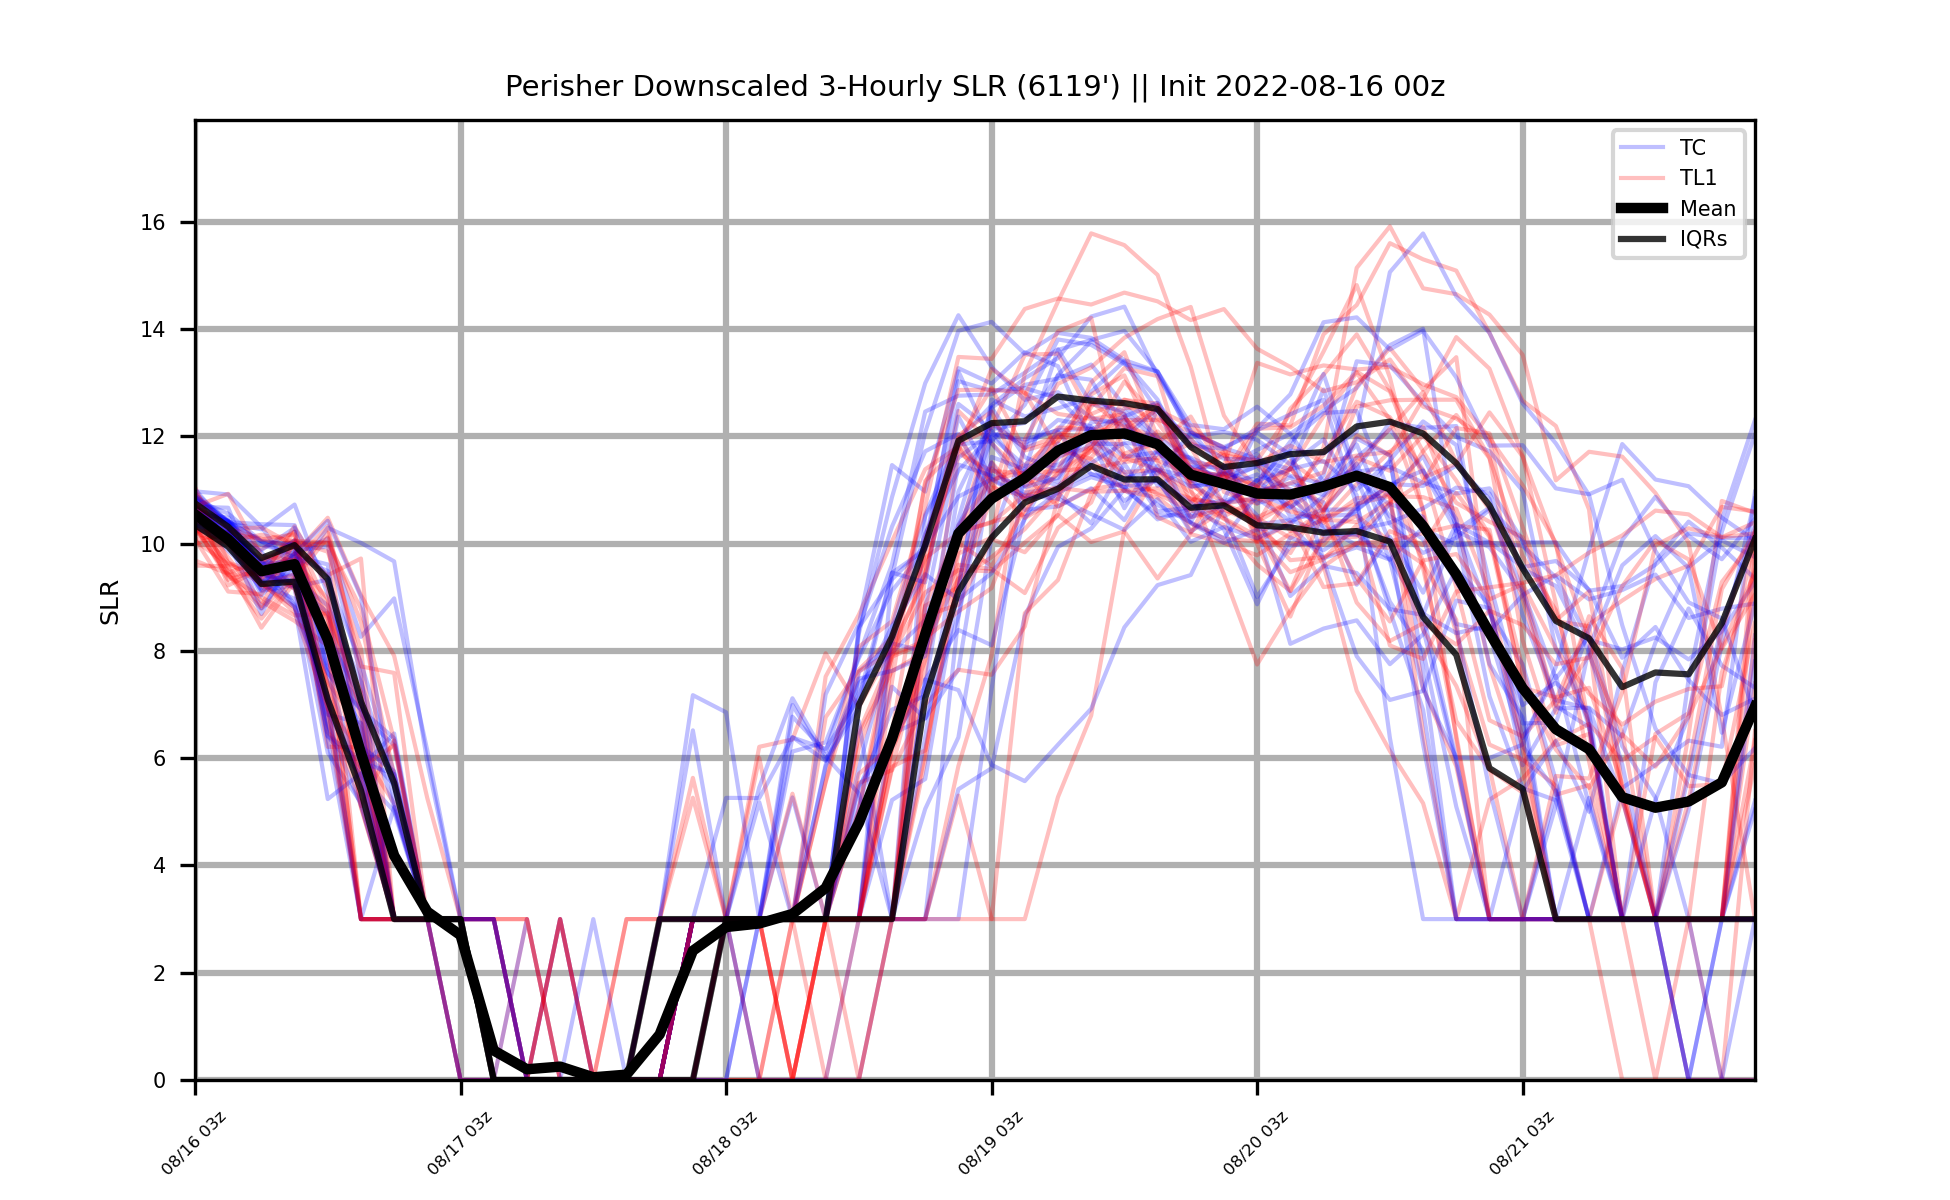 Perisher Downscaled 3-Hourly SLR (6119') || Init 2022-08-16 00z
TC
TL1
Mean
IQRs
SLR
16
14
12
10
8
6
4
2
0
08/16 03z
08/17 03z
08/18 03z
08/19 03z
08/20 03z
08/21 03z